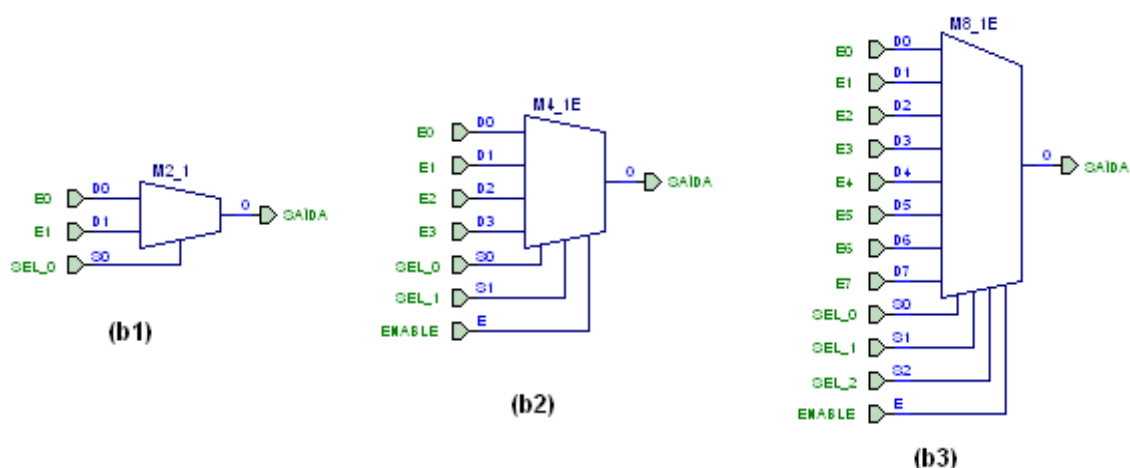 M2_1
E0 D0
E1 D1
SEL_0 S0
O SAÍDA
(b1)
M4_1E
E0 D0
E1 D1
E2 D2
E3 D3
SEL_0 S0
SEL_1 S1
ENABLE E
O SAÍDA
(b2)
M8_1E
E0 D0
E1 D1
E2 D2
E3 D3
E4 D4
E5 D5
E6 D6
E7 D7
SEL_0 S0
SEL_1 S1
SEL_2 S2
ENABLE E
O SAÍDA
(b3)